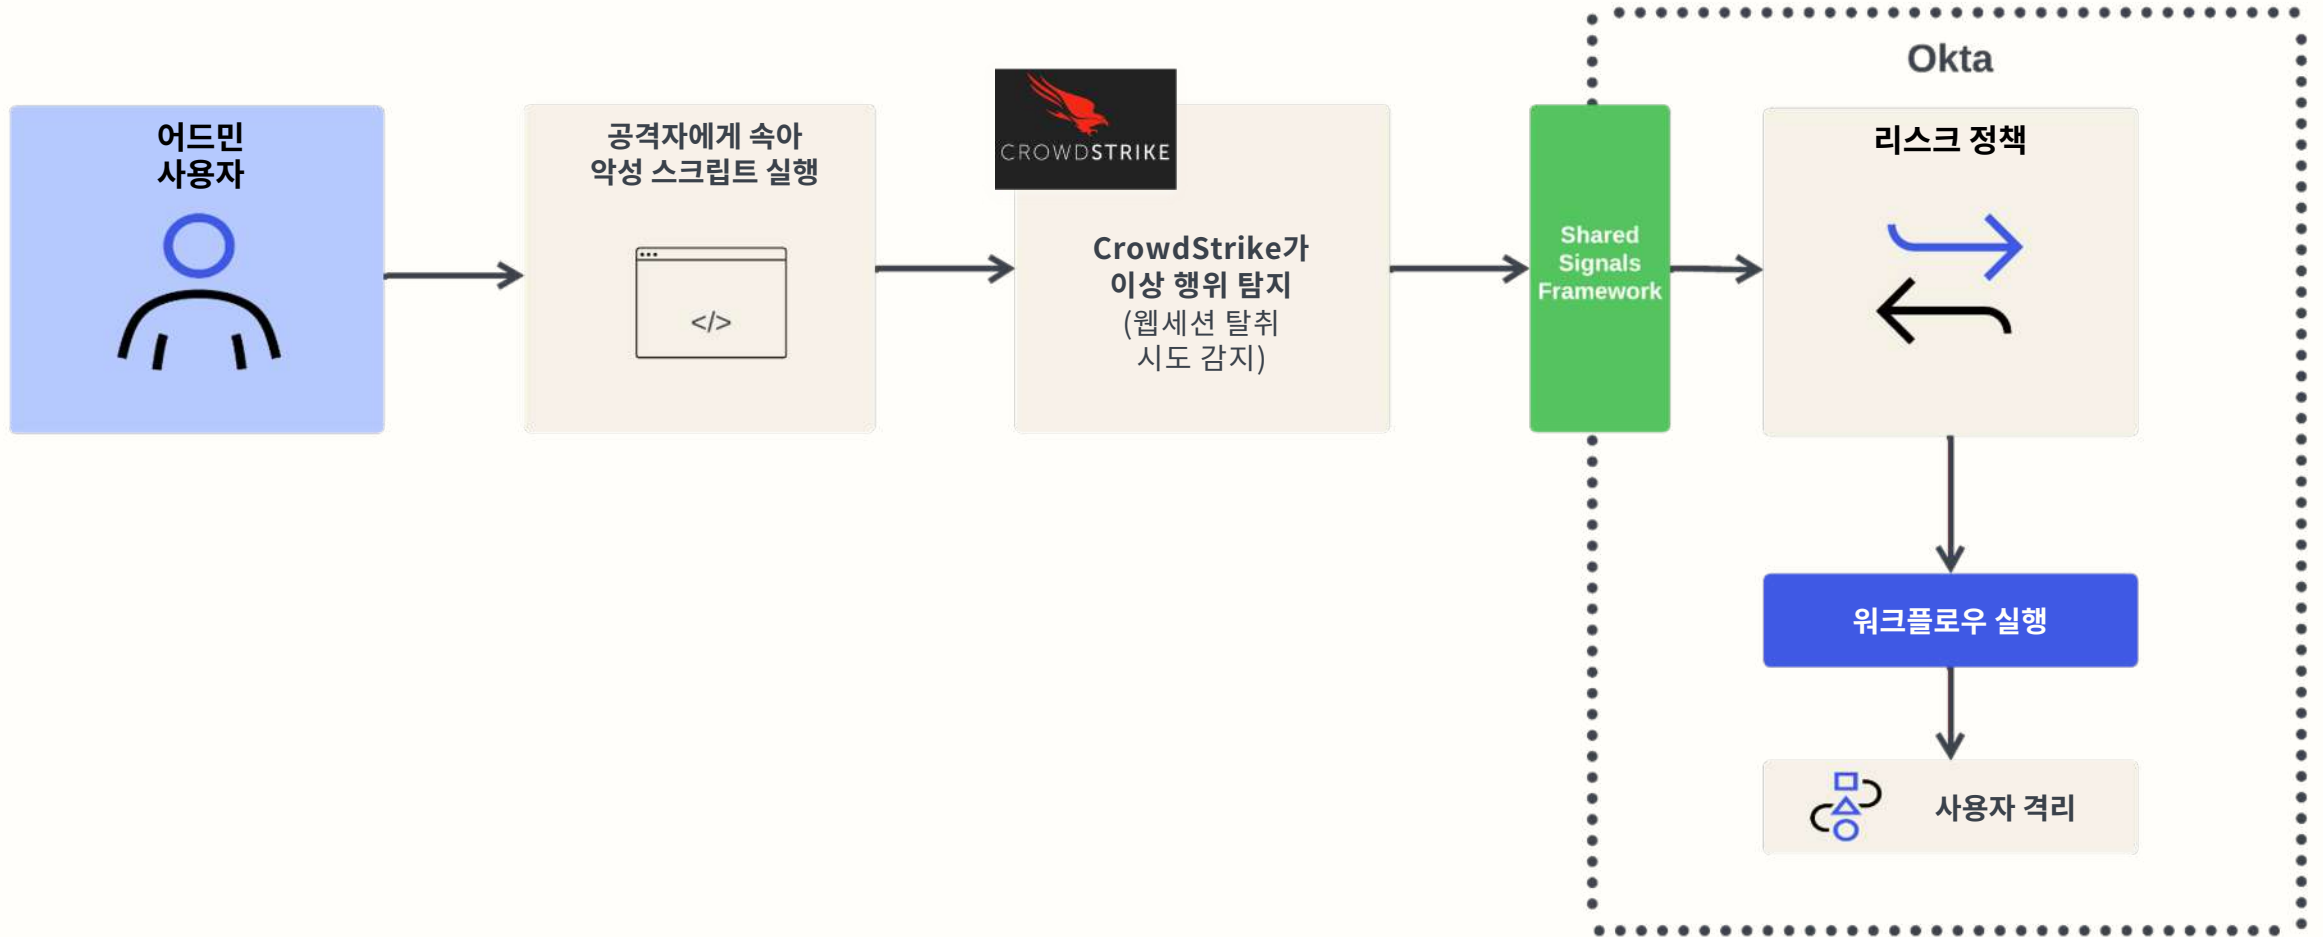 Okta
어드민
사용자
공격자에게 속아
악성 스크립트 실행
</>
CROWDSTRIKE
CrowdStrike가
이상 행위 탐지
(웹세션 탈취
시도 감지)
Shared
Signals
Framework
리스크 정책
워크플로우 실행
사용자 격리